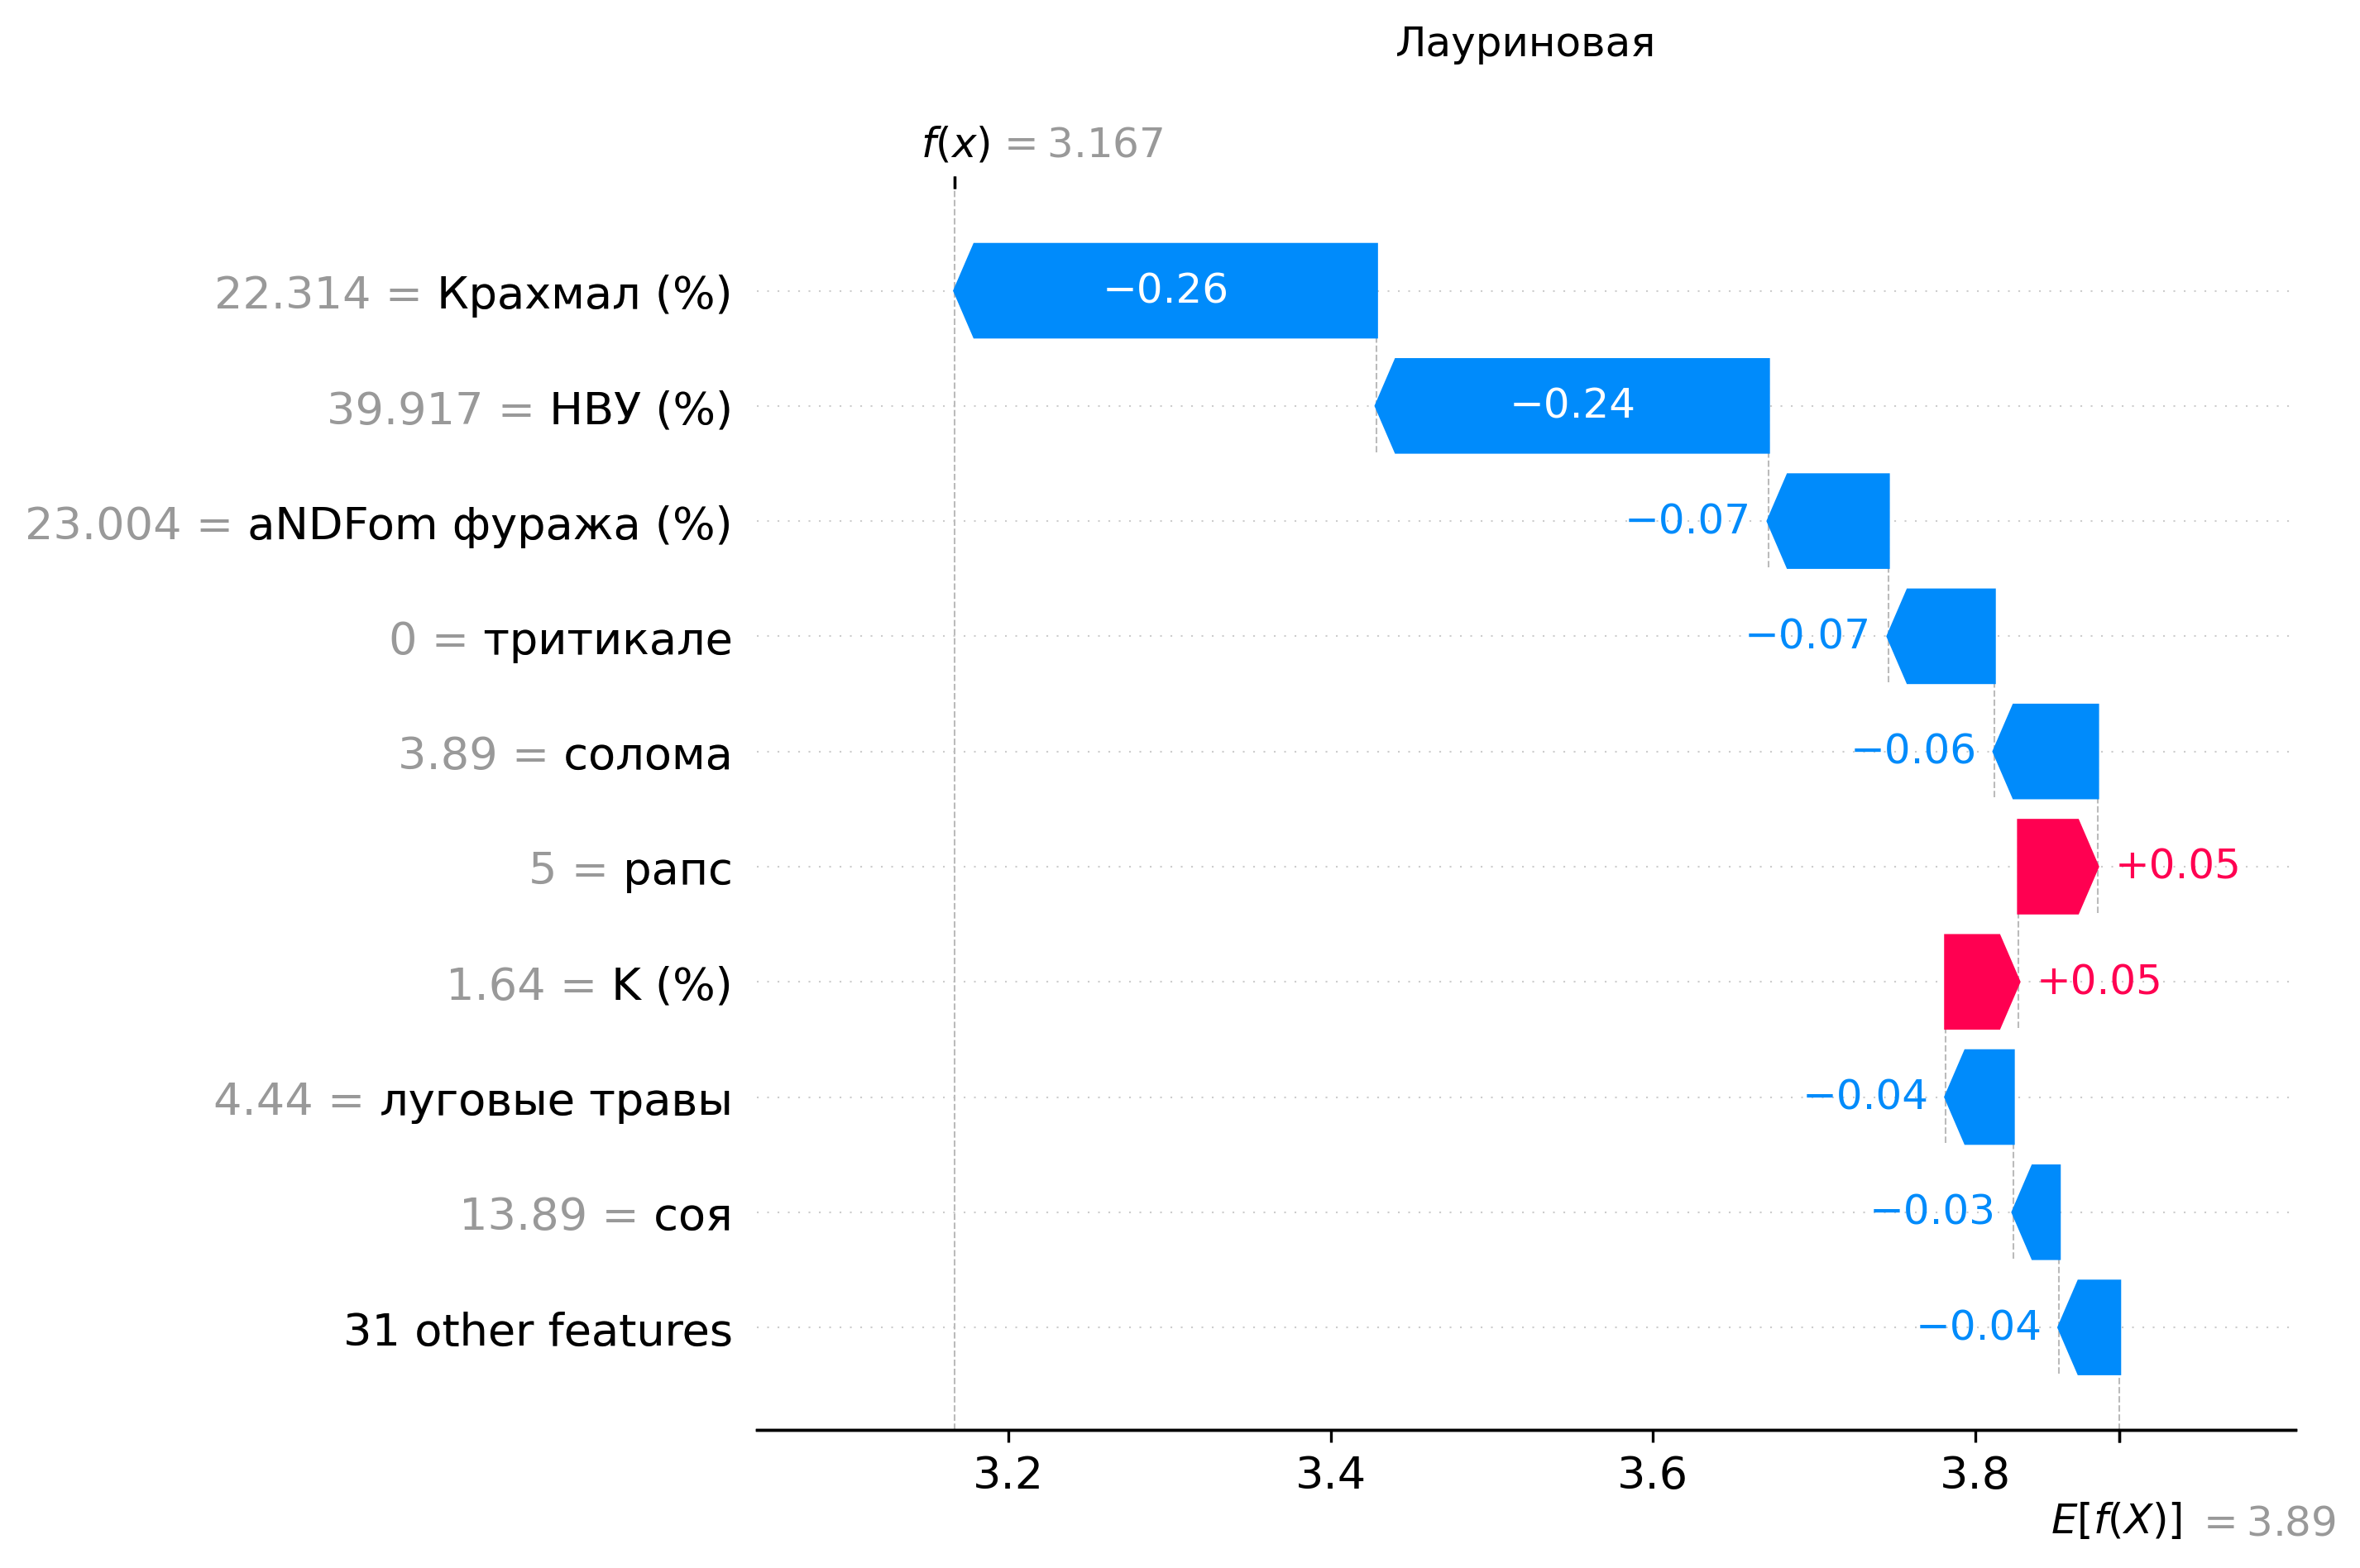 Лауриновая
f(x) = 3.167
22.314 = Крахмал (%)
−0.26
39.917 = НВУ (%)
−0.24
23.004 = aNDFom фуража (%)
−0.07
0 = тритикале
−0.07
3.89 = солома
−0.06
5 = рапс
+0.05
1.64 = K (%)
+0.05
4.44 = луговые травы
−0.04
13.89 = соя
−0.03
31 other features
−0.04
3.2 3.4 3.6 3.8
E[f(X)] = 3.89